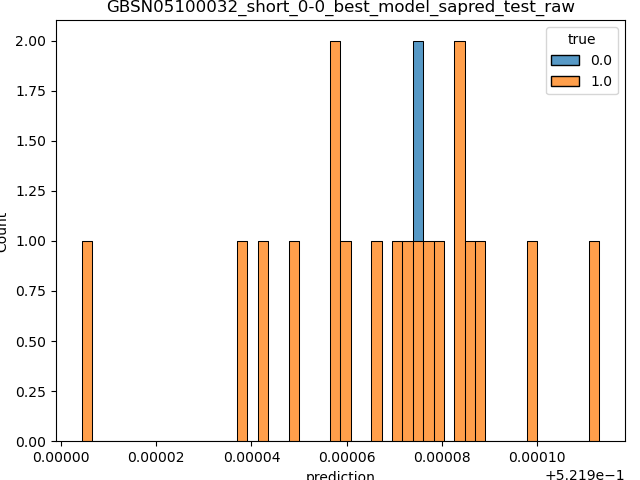 GBSN05100032_short_0-0_best_model_sapred_test_raw
true
0.0
1.0
2.00
1.75
1.50
1.25
1.00
0.75
0.50
0.25
0.00
Count
0.00000 0.00002 0.00004 0.00006 0.00008 0.00010
prediction
+5.219e−1